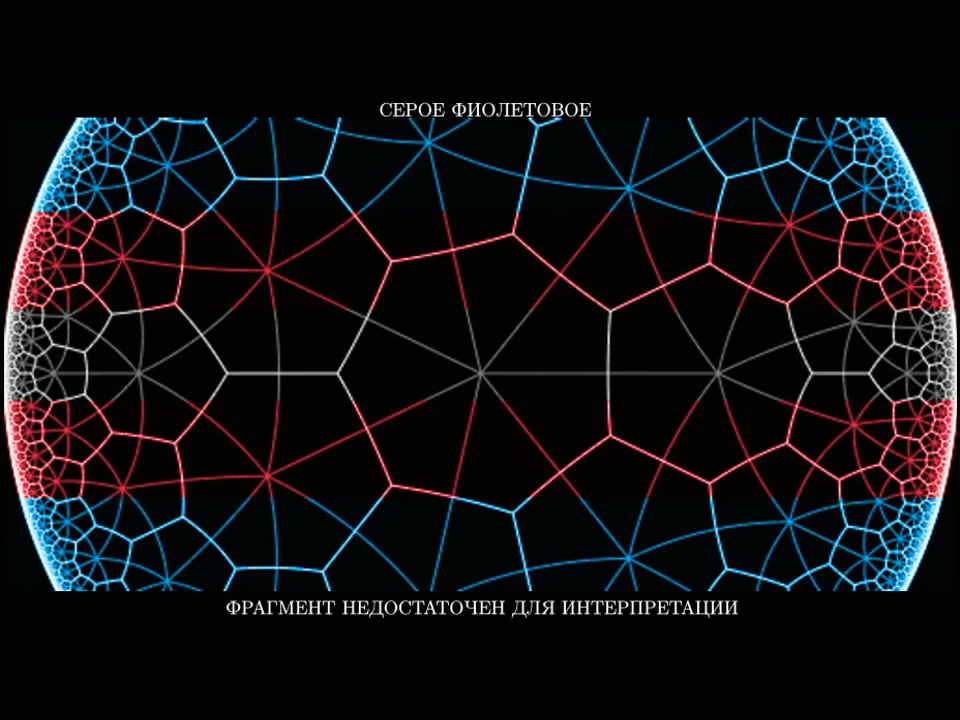 СЕРОЕ ФИОЛЕТОВОЕ
ФРАГМЕНТ НЕДОСТАТОЧЕН ДЛЯ ИНТЕРПРЕТАЦИИ